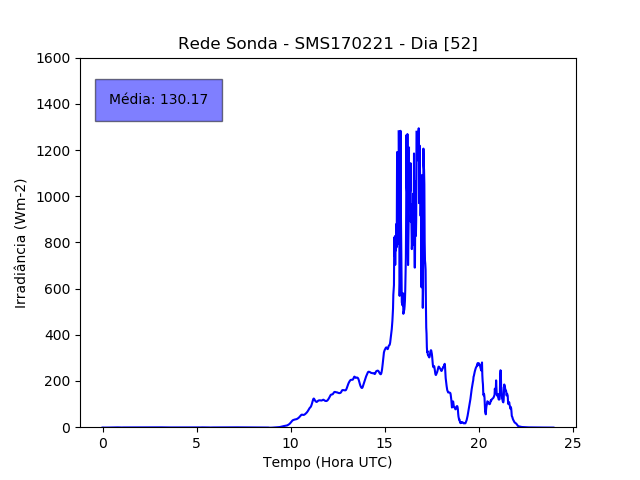 Rede Sonda - SMS170221 - Dia [52]
Média: 130.17
Irradiância (Wm-2)
1600
1400
1200
1000
800
600
400
200
0
0 5 10 15 20 25
Tempo (Hora UTC)